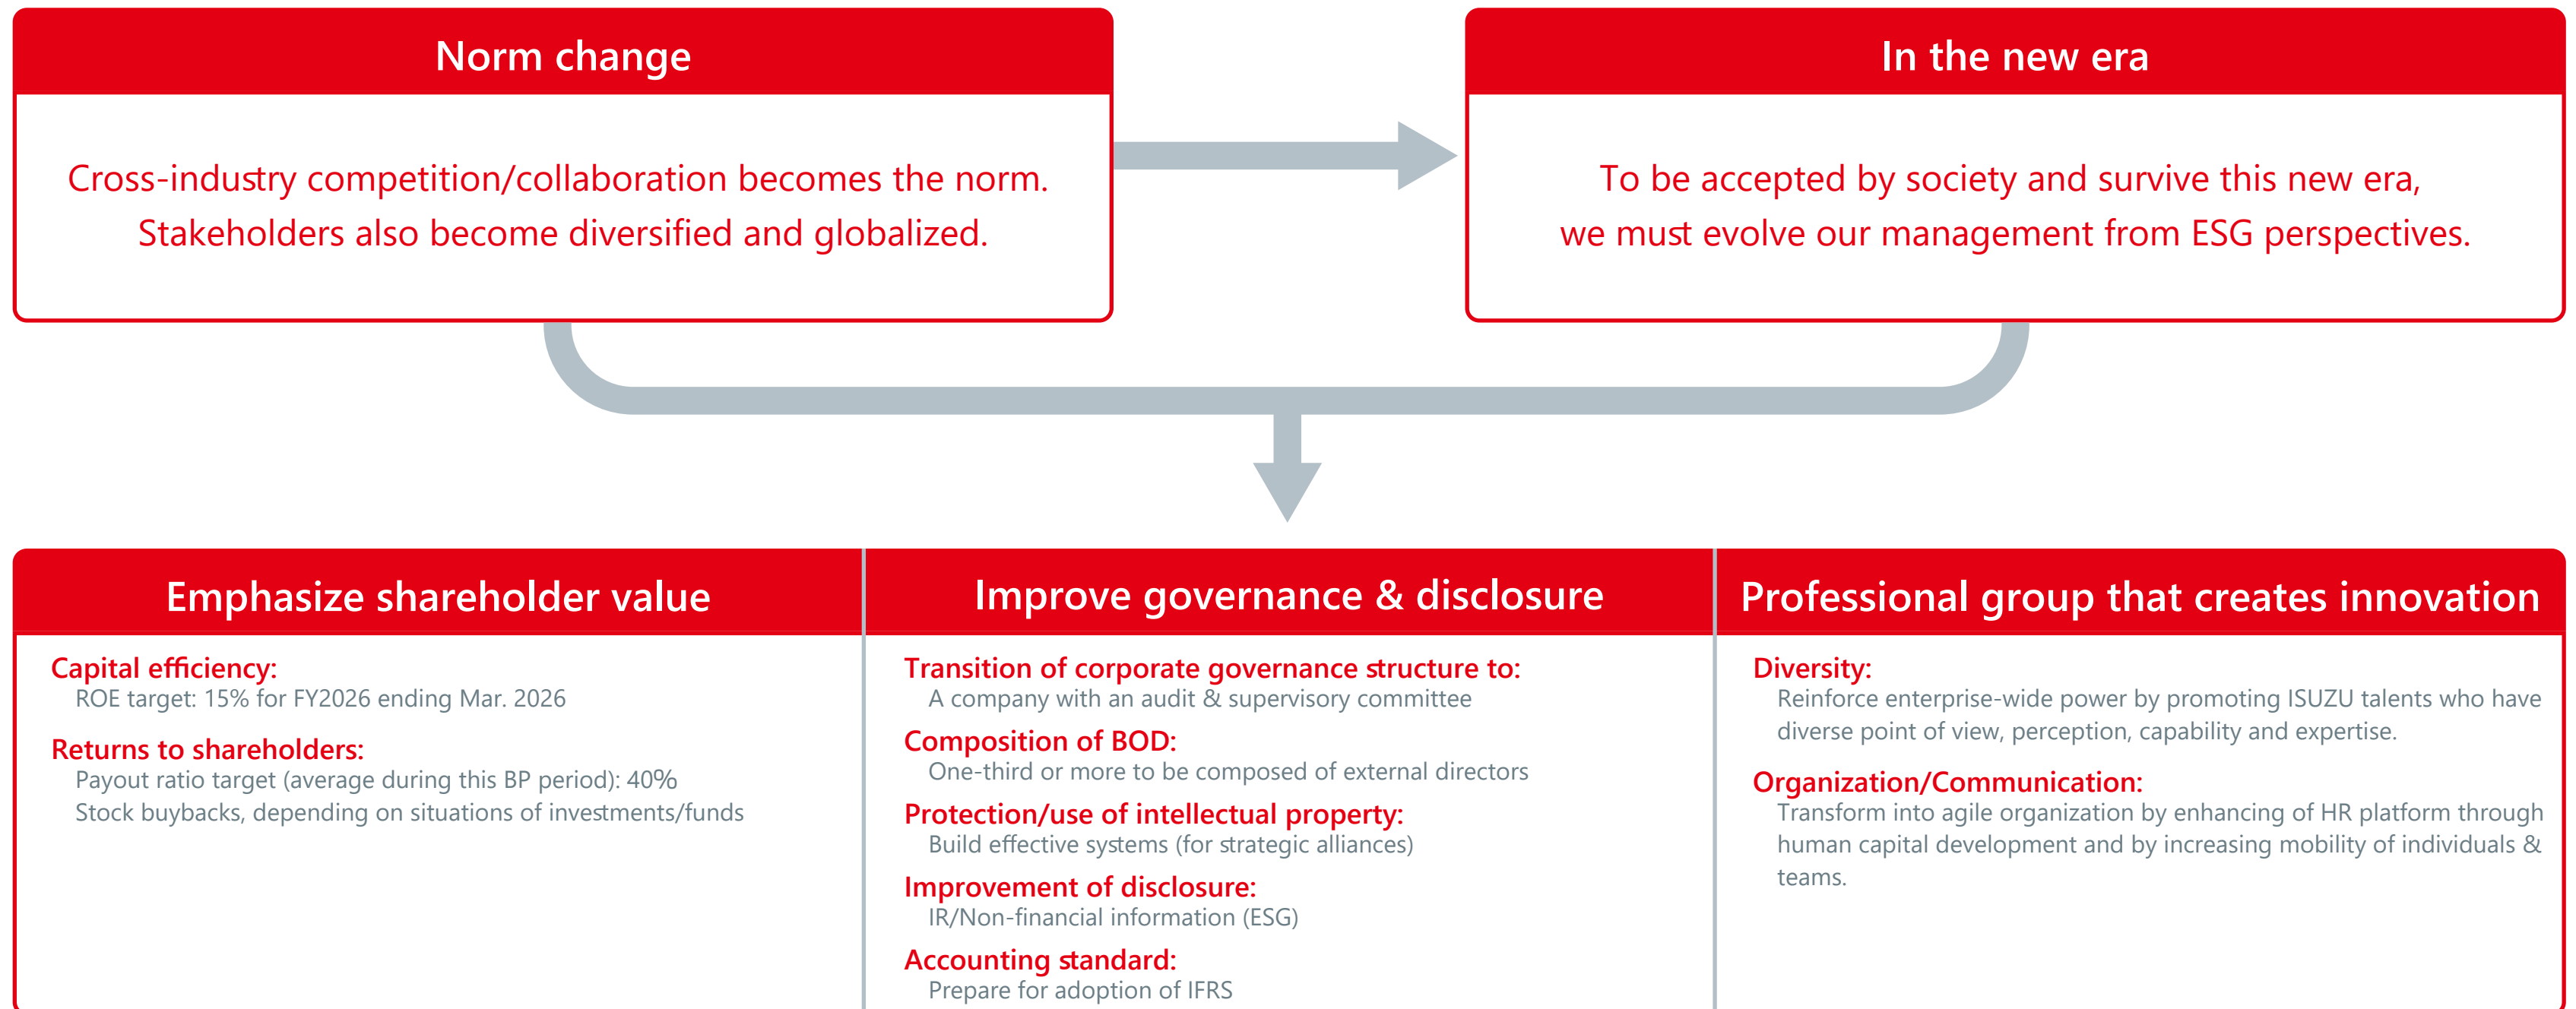 Norm change
Cross-industry competition/collaboration becomes the norm.
Stakeholders also become diversified and globalized.
In the new era
To be accepted by society and survive this new era,
we must evolve our management from ESG perspectives.
Emphasize shareholder value
Capital efficiency:
ROE target: 15% for FY2026 ending Mar. 2026
Returns to shareholders:
Payout ratio target (average during this BP period): 40%
Stock buybacks, depending on situations of investments/funds
Improve governance & disclosure
Transition of corporate governance structure to:
A company with an audit & supervisory committee
Composition of BOD:
One-third or more to be composed of external directors
Protection/use of intellectual property:
Build effective systems (for strategic alliances)
Improvement of disclosure:
IR/Non-financial information (ESG)
Accounting standard:
Prepare for adoption of IFRS
Professional group that creates innovation
Diversity:
Reinforce enterprise-wide power by promoting ISUZU talents who have
diverse point of view, perception, capability and expertise.
Organization/Communication:
Transform into agile organization by enhancing of HR platform through
human capital development and by increasing mobility of individuals &
teams.